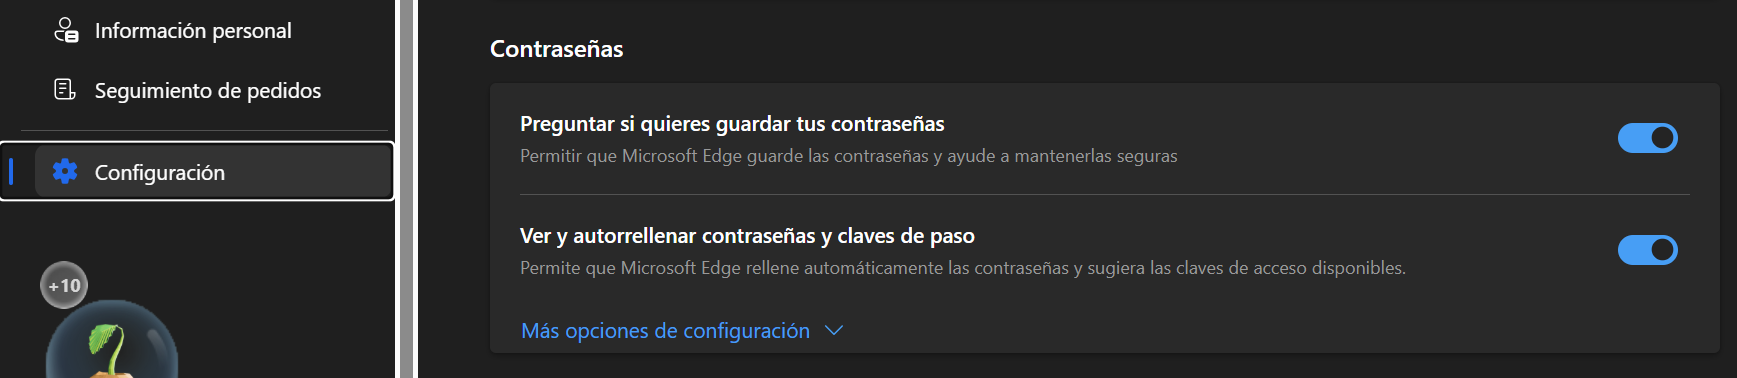 Información personal
Seguimiento de pedidos
Configuración
+10
Contraseñas
Preguntar si quieres guardar tus contraseñas
Permitir que Microsoft Edge guarde las contraseñas y ayude a mantenerlas seguras
Ver y autorrellenar contraseñas y claves de paso
Permite que Microsoft Edge rellene automáticamente las contraseñas y sugiera las claves de acceso disponibles.
Más opciones de configuración